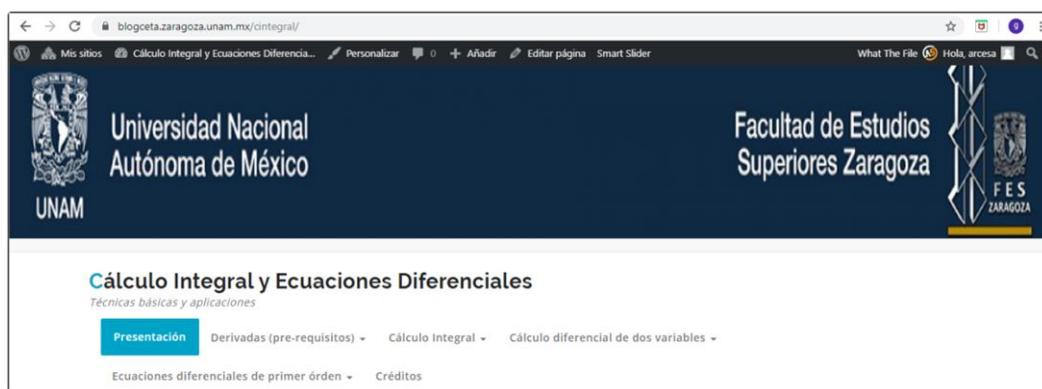 blogceta.zaragoza.unam.mx/cintegral/
Mis sitios Cálculo Integral y Ecuaciones Diferencia... Personalizar 0 Añadir Editar página Smart Slider What The File Hola, arcesa
Universidad Nacional
Autónoma de México
UNAM
Facultad de Estudios
Superiores Zaragoza
FES
ZARAGOZA
Cálculo Integral y Ecuaciones Diferenciales
Técnicas básicas y aplicaciones
Presentación Derivadas (pre-requisitos) Cálculo Integral Cálculo diferencial de dos variables
Ecuaciones diferenciales de primer órden Créditos